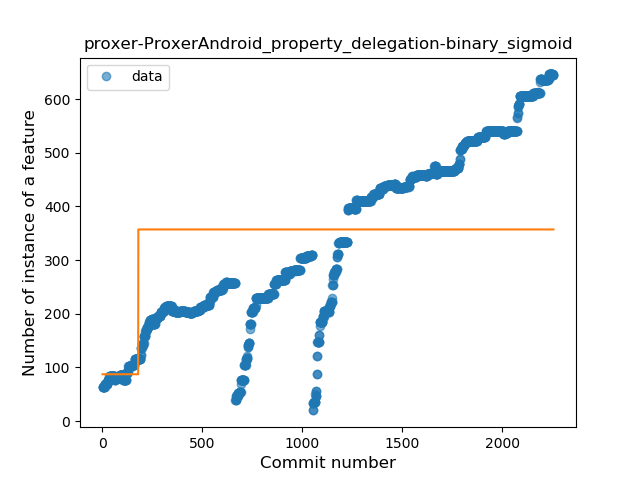 proxer-ProxerAndroid_property_delegation-binary_sigmoid
data
Number of instance of a feature
600
500
400
300
200
100
0
0 500 1000 1500 2000
Commit number